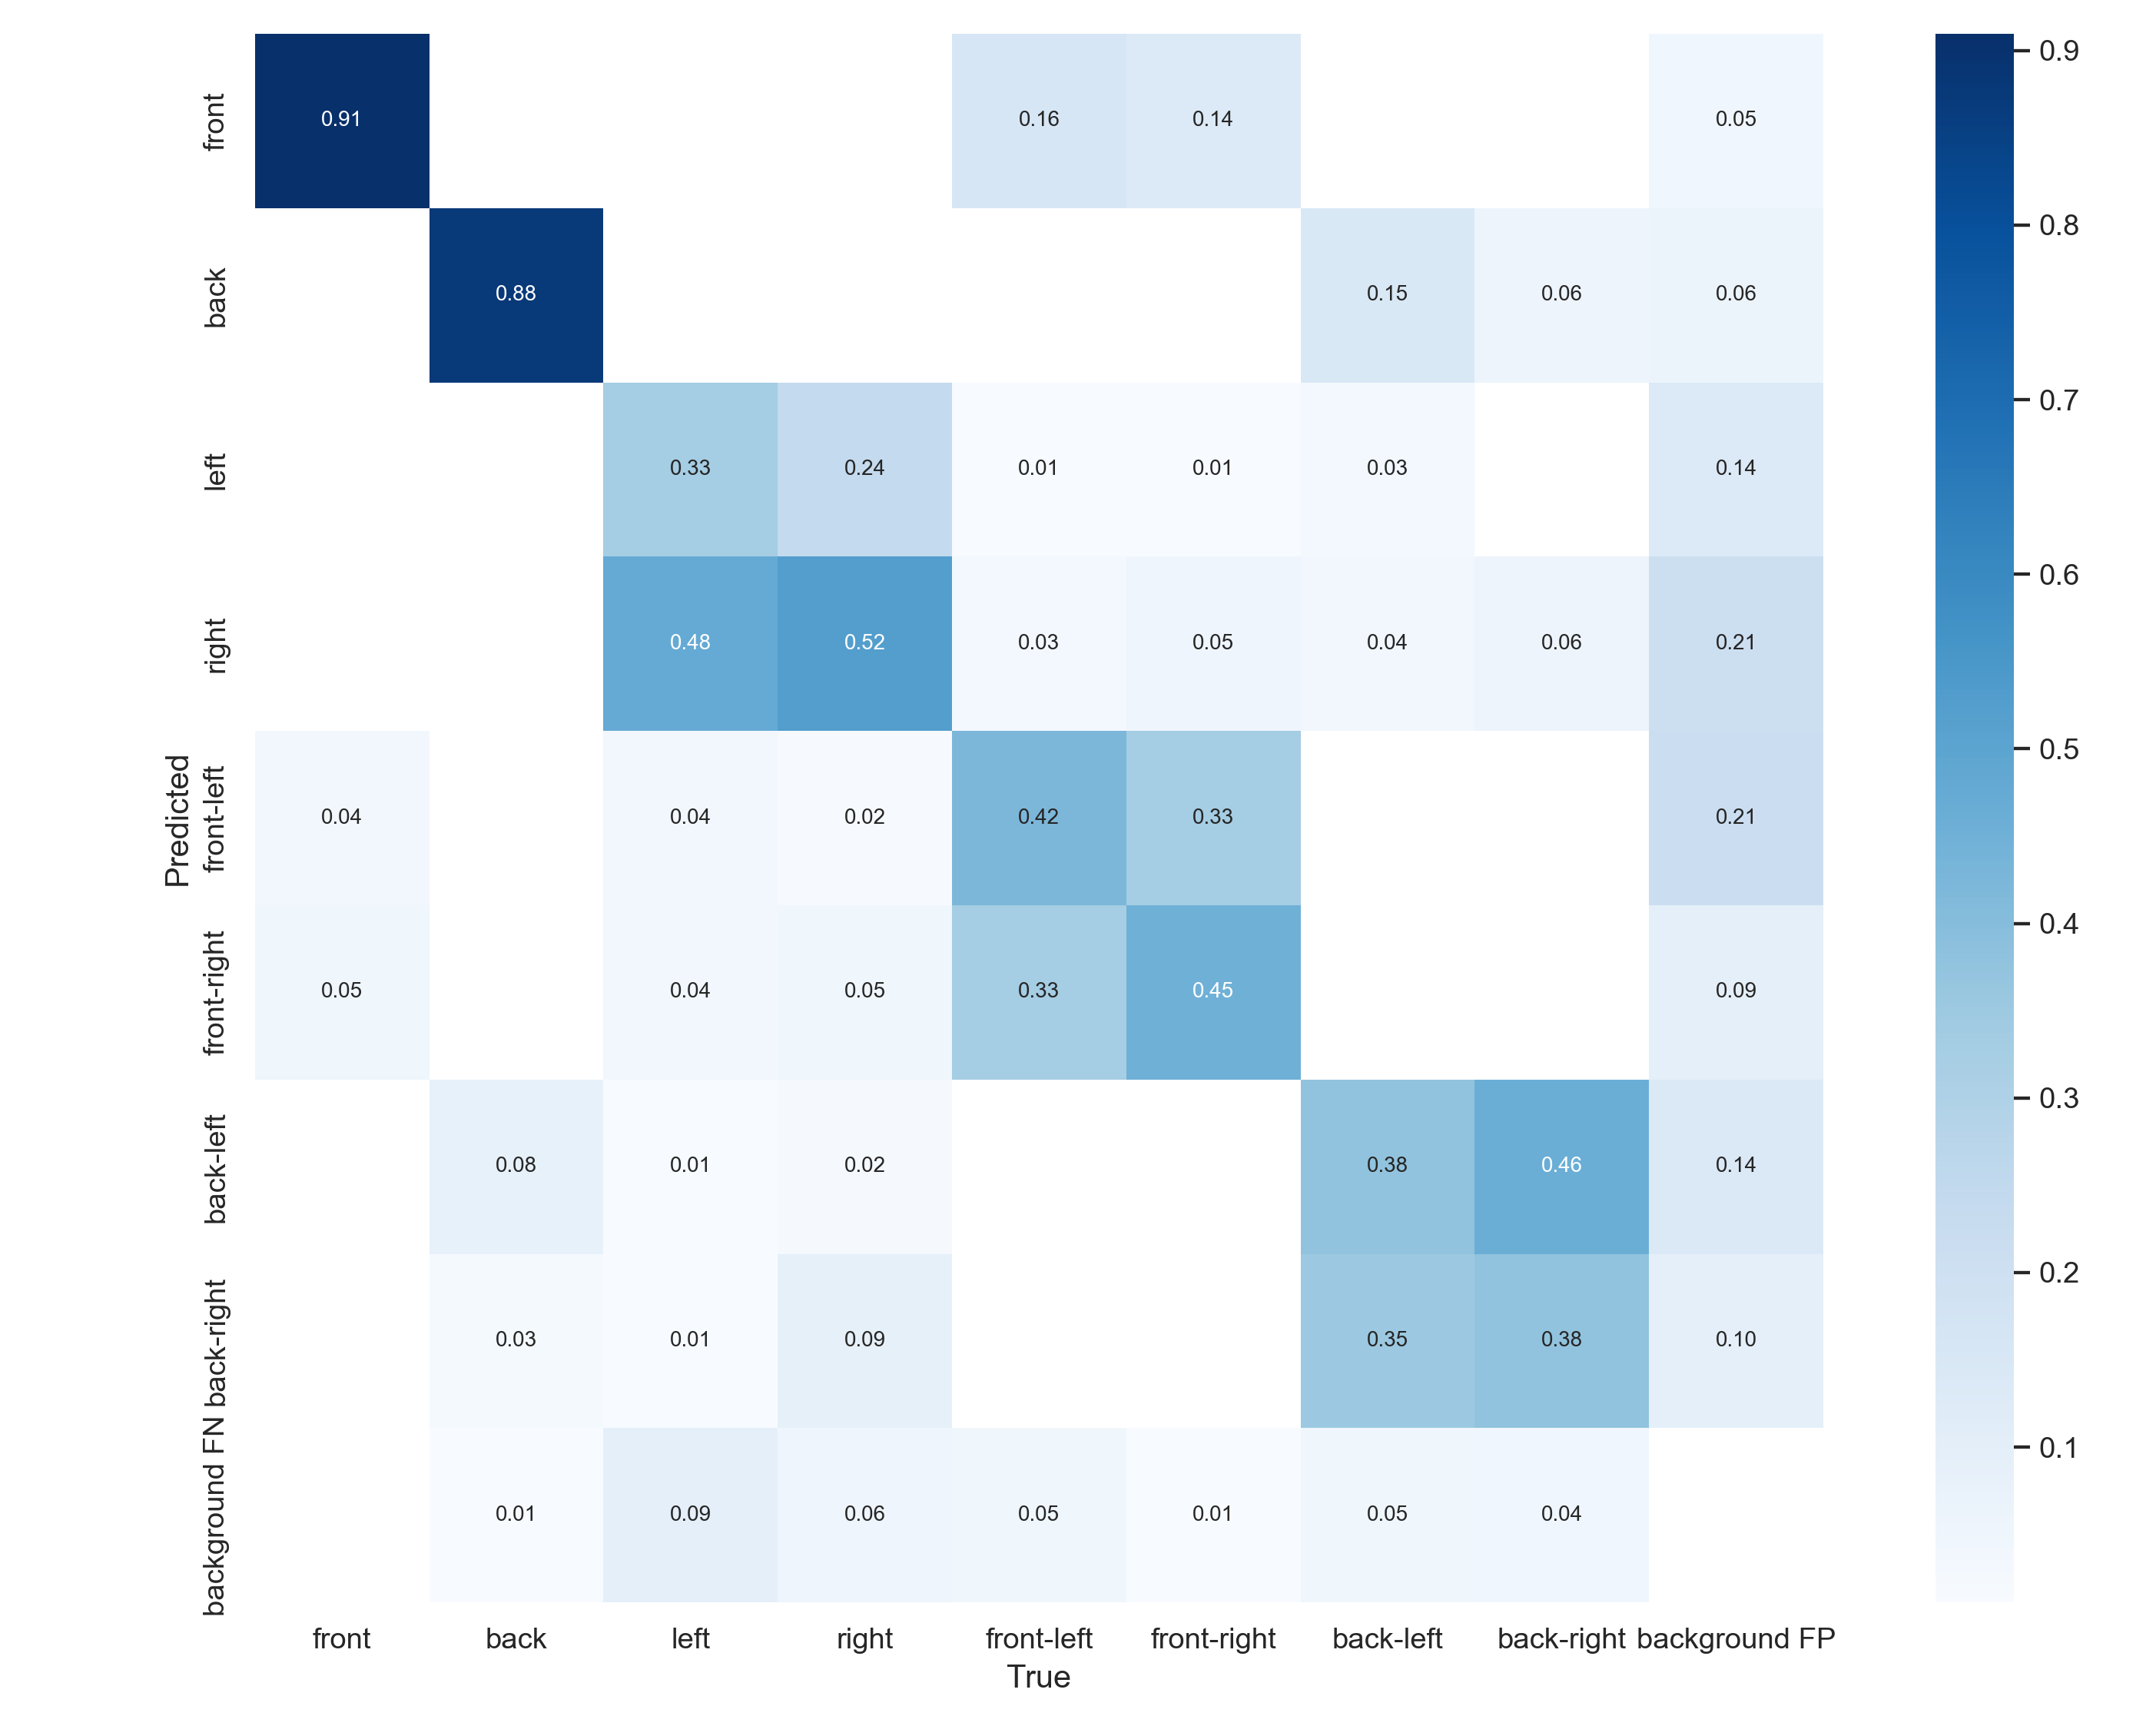 0.91 0.16 0.14 0.05
0.88 0.15 0.06 0.06
0.33 0.24 0.01 0.01 0.03 0.14
0.48 0.52 0.03 0.05 0.04 0.06 0.21
0.04 0.04 0.02 0.42 0.33 0.21
0.05 0.04 0.05 0.33 0.45 0.09
0.08 0.01 0.02 0.38 0.46 0.14
0.03 0.01 0.09 0.35 0.38 0.10
0.01 0.09 0.06 0.05 0.01 0.05 0.04
front
back
left
right
front-left
front-right
back-left
back-right
background FN
Predicted
front back left right front-left front-right back-left back-right background FP
True
0.9
0.8
0.7
0.6
0.5
0.4
0.3
0.2
0.1